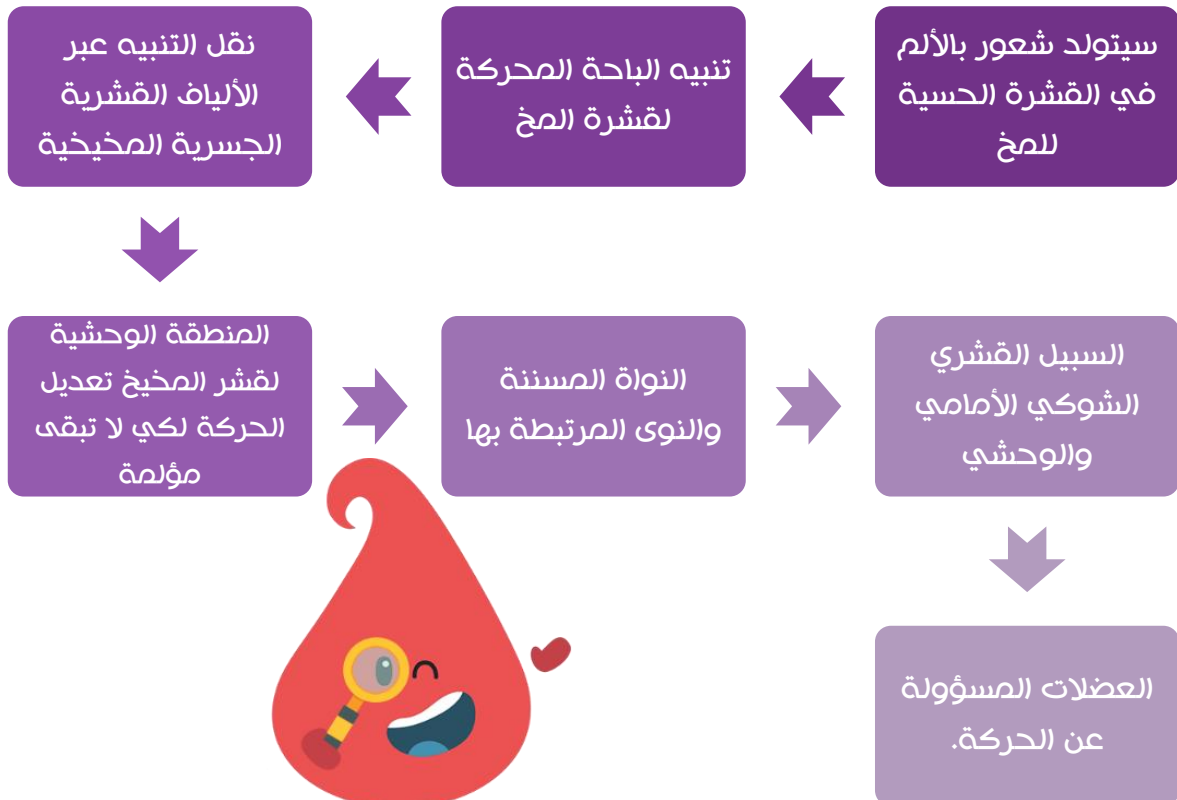 سيتولد شعور بالألم
في القشرة الحسية
للمخ
تنبيه الباحة المحركة
لقشرة المخ
نقل التنبيه عبر
الألياف القشرية
الجسرية المخيخية
المنطقة الوحشية
لقشر المخيخ تعديل
الحركة لكي لا تبقى
مؤلمة
النواة المسننة
والنوى المرتبطة بها
السبيل القشري
الشوكي الأمامي
والوحشي
العضلات المسؤولة
عن الحركة.